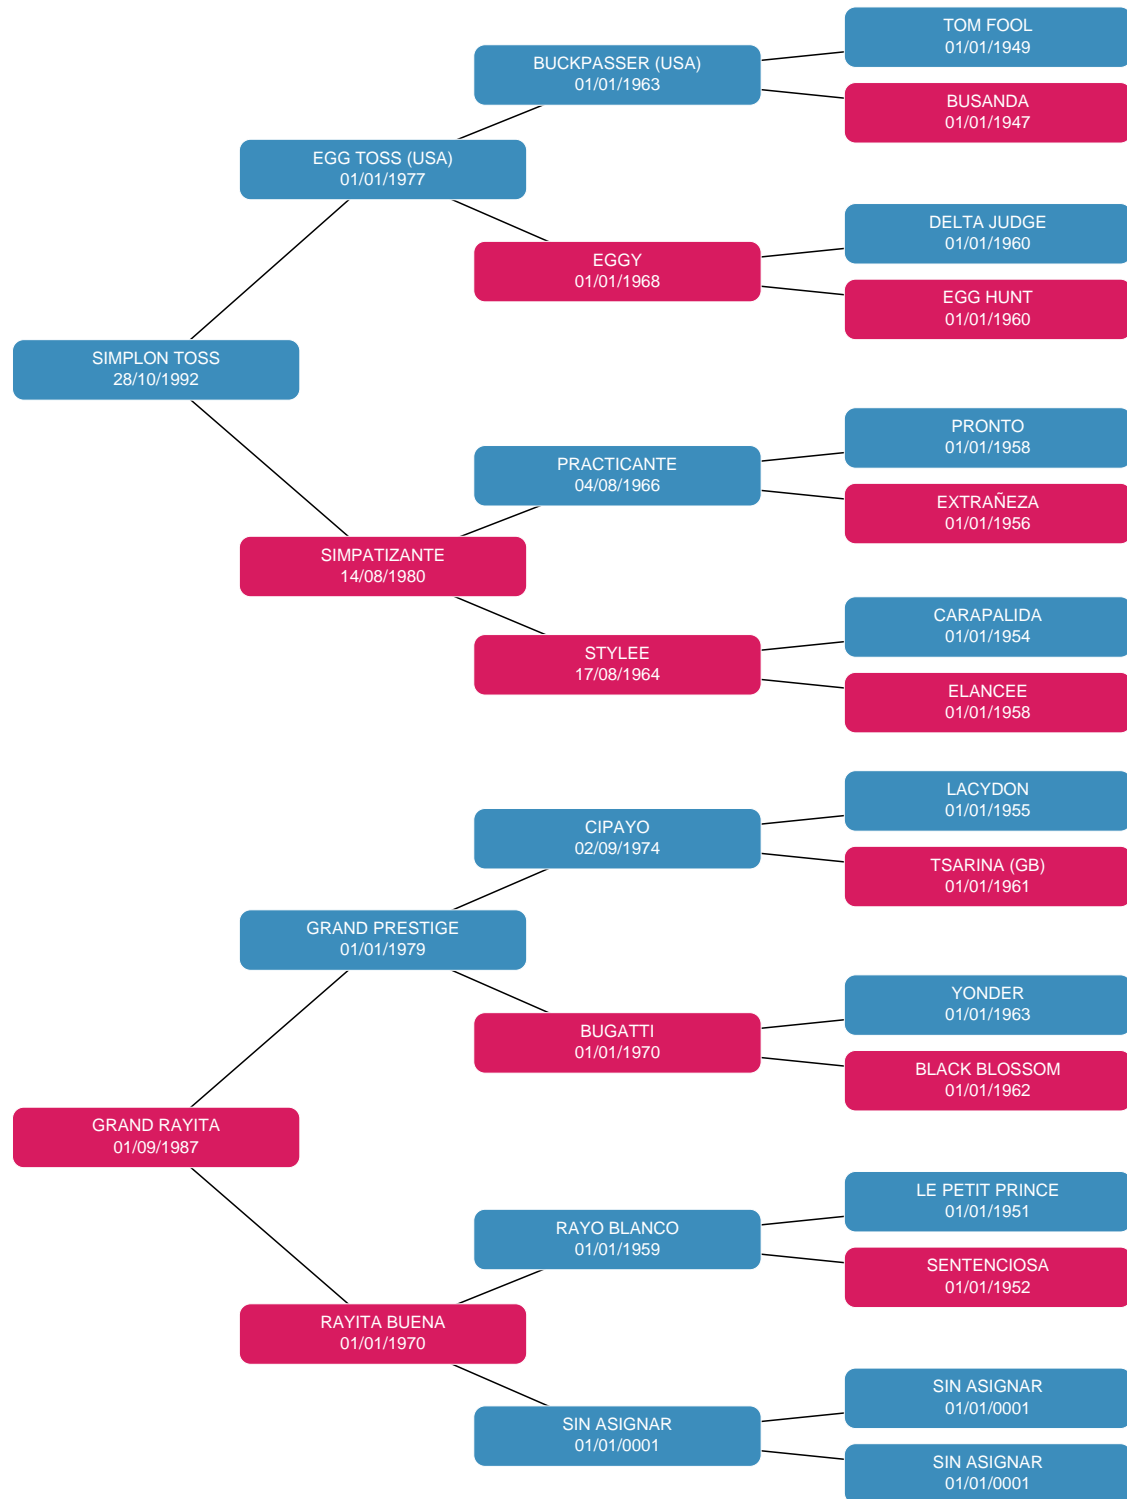 TOM FOOL
01/01/1949
BUCKPASSER (USA)
01/01/1963
BUSANDA
01/01/1947
EGG TOSS (USA)
01/01/1977
DELTA JUDGE
01/01/1960
EGGY
01/01/1968
EGG HUNT
01/01/1960
SIMPLON TOSS
28/10/1992
PRONTO
01/01/1958
PRACTICANTE
04/08/1966
EXTRAÑEZA
01/01/1956
SIMPATIZANTE
14/08/1980
CARAPALIDA
01/01/1954
STYLEE
17/08/1964
ELANCEE
01/01/1958
LACYDON
01/01/1955
CIPAYO
02/09/1974
TSARINA (GB)
01/01/1961
GRAND PRESTIGE
01/01/1979
YONDER
01/01/1963
BUGATTI
01/01/1970
BLACK BLOSSOM
01/01/1962
GRAND RAYITA
01/09/1987
LE PETIT PRINCE
01/01/1951
RAYO BLANCO
01/01/1959
SENTENCIOSA
01/01/1952
RAYITA BUENA
01/01/1970
SIN ASIGNAR
01/01/0001
SIN ASIGNAR
01/01/0001
SIN ASIGNAR
01/01/0001